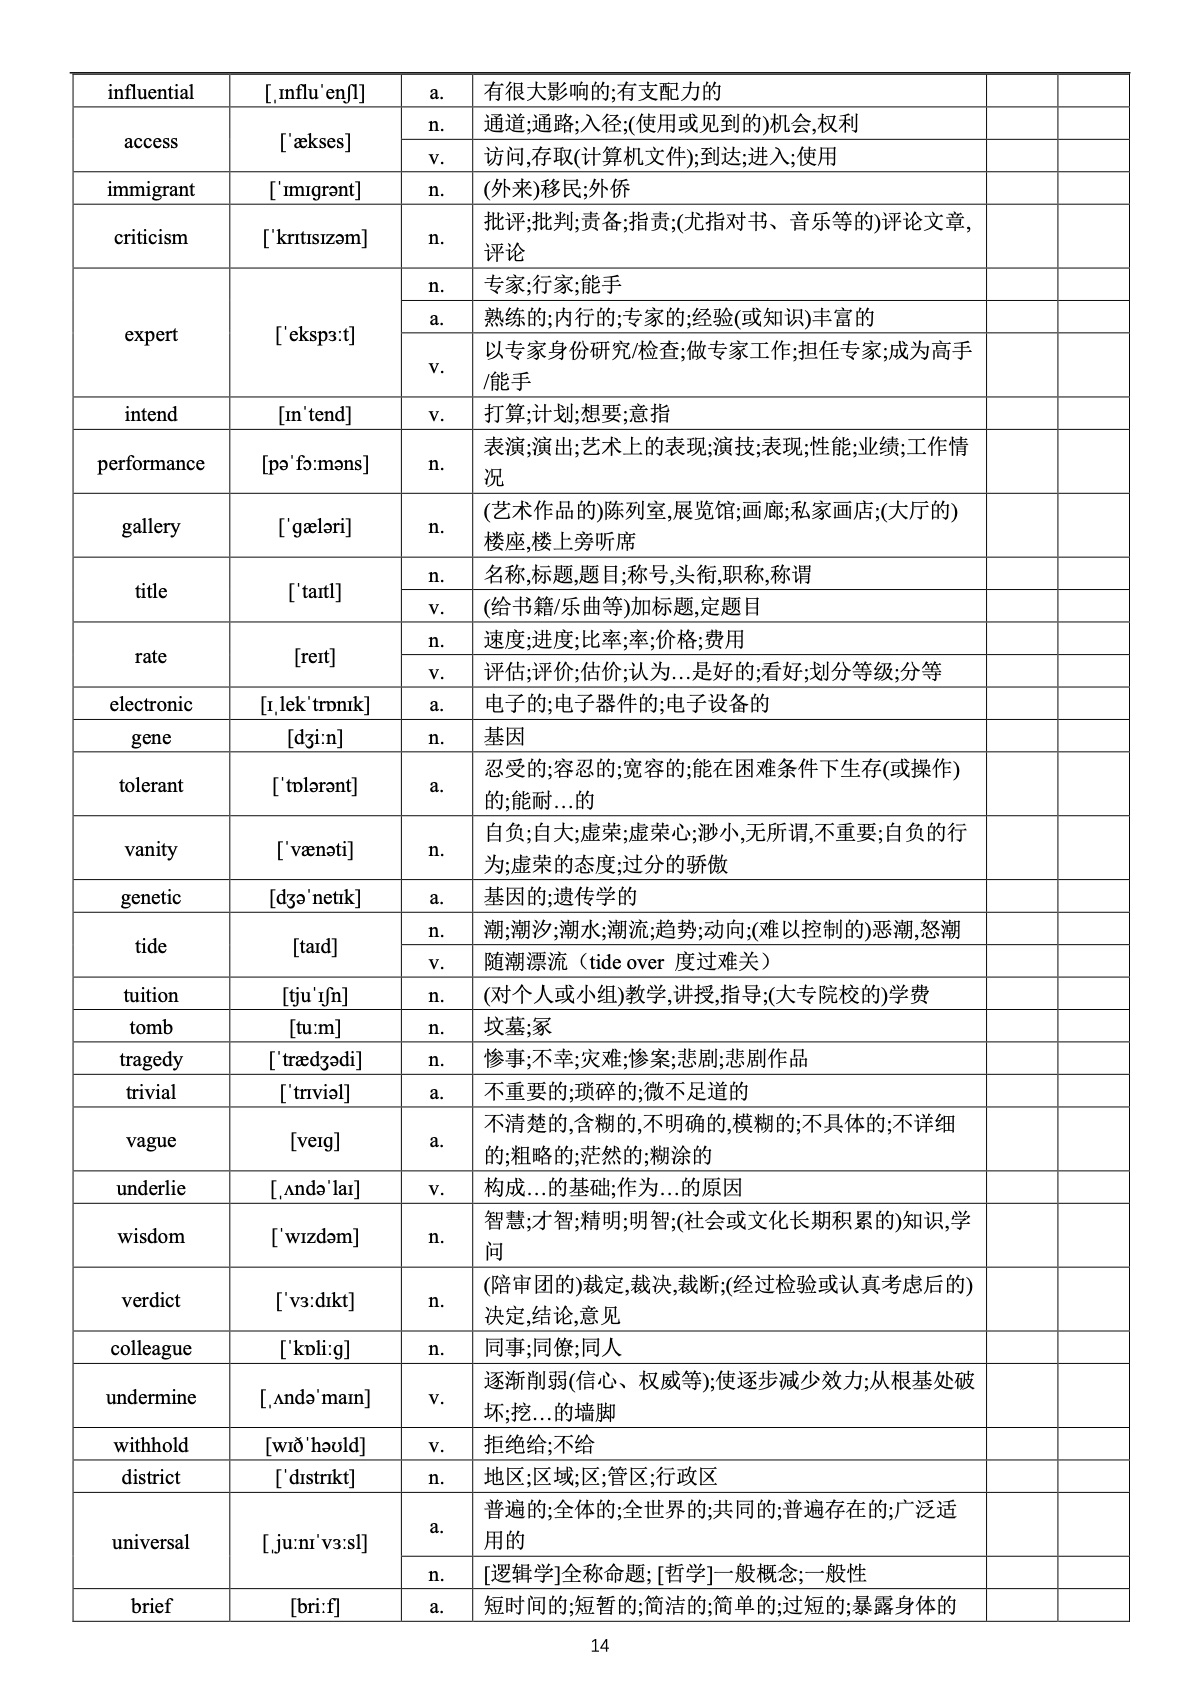 influential [ˌɪnfluˈenʃl] a. 有很大影响的;有支配力的
access [ˈækses] n. 通道;通路;入径;(使用或见到的)机会,权利
v. 访问,存取(计算机文件);到达;进入;使用
immigrant [ˈɪmɪɡrənt] n. (外来)移民;外侨
criticism [ˈkrɪtɪsɪzəm] n. 批评;批判;责备;指责;(尤指对书、音乐等的)评论文章,
评论
expert [ˈekspɜːt] n. 专家;行家;能手
a. 熟练的;内行的;专家的;经验(或知识)丰富的
v. 以专家身份研究/检查;做专家工作;担任专家;成为高手
/能手
intend [ɪnˈtend] v. 打算;计划;想要;意指
performance [pəˈfɔːməns] n. 表演;演出;艺术上的表现;演技;表现;性能;业绩;工作情
况
gallery [ˈɡæləri] n. (艺术作品的)陈列室,展览馆;画廊;私家画店;(大厅的)
楼座,楼上旁听席
title [ˈtaɪtl] n. 名称,标题,题目;称号,头衔,职称,称谓
v. (给书籍/乐曲等)加标题,定题目
rate [reɪt] n. 速度;进度;比率;率;价格;费用
v. 评估;评价;估价;认为…是好的;看好;划分等级;分等
electronic [ɪˌlekˈtrɒnɪk] a. 电子的;电子器件的;电子设备的
gene [dʒiːn] n. 基因
tolerant [ˈtɒlərənt] a. 忍受的;容忍的;宽容的;能在困难条件下生存(或操作)
的;能耐…的
vanity [ˈvænəti] n. 自负;自大;虚荣;虚荣心;渺小,无所谓,不重要;自负的行
为;虚荣的态度;过分的骄傲
genetic [dʒəˈnetɪk] a. 基因的;遗传学的
tide [taɪd] n. 潮;潮汐;潮水;潮流;趋势;动向;(难以控制的)恶潮,怒潮
v. 随潮漂流（tide over 度过难关）
tuition [tjuˈɪʃn] n. (对个人或小组)教学,讲授,指导;(大专院校的)学费
tomb [tuːm] n. 坟墓;冢
tragedy [ˈtrædʒədi] n. 惨事;不幸;灾难;惨案;悲剧;悲剧作品
trivial [ˈtrɪviəl] a. 不重要的;琐碎的;微不足道的
vague [veɪɡ] a. 不清楚的,含糊的,不明确的,模糊的;不具体的;不详细
的;粗略的;茫然的;糊涂的
underlie [ˌʌndəˈlaɪ] v. 构成…的基础;作为…的原因
wisdom [ˈwɪzdəm] n. 智慧;才智;精明;明智;(社会或文化长期积累的)知识,学
问
verdict [ˈvɜːdɪkt] n. (陪审团的)裁定,裁决,裁断;(经过检验或认真考虑后的)
决定,结论,意见
colleague [ˈkɒliːɡ] n. 同事;同僚;同人
undermine [ˌʌndəˈmaɪn] v. 逐渐削弱(信心、权威等);使逐步减少效力;从根基处破
坏;挖…的墙脚
withhold [wɪðˈhəʊld] v. 拒绝给;不给
district [ˈdɪstrɪkt] n. 地区;区域;区;管区;行政区
universal [ˌjuːnɪˈvɜːsl] a. 普遍的;全体的;全世界的;共同的;普遍存在的;广泛适
用的
n. [逻辑学]全称命题; [哲学]一般概念;一般性
brief [briːf] a. 短时间的;短暂的;简洁的;简单的;过短的;暴露身体的
14